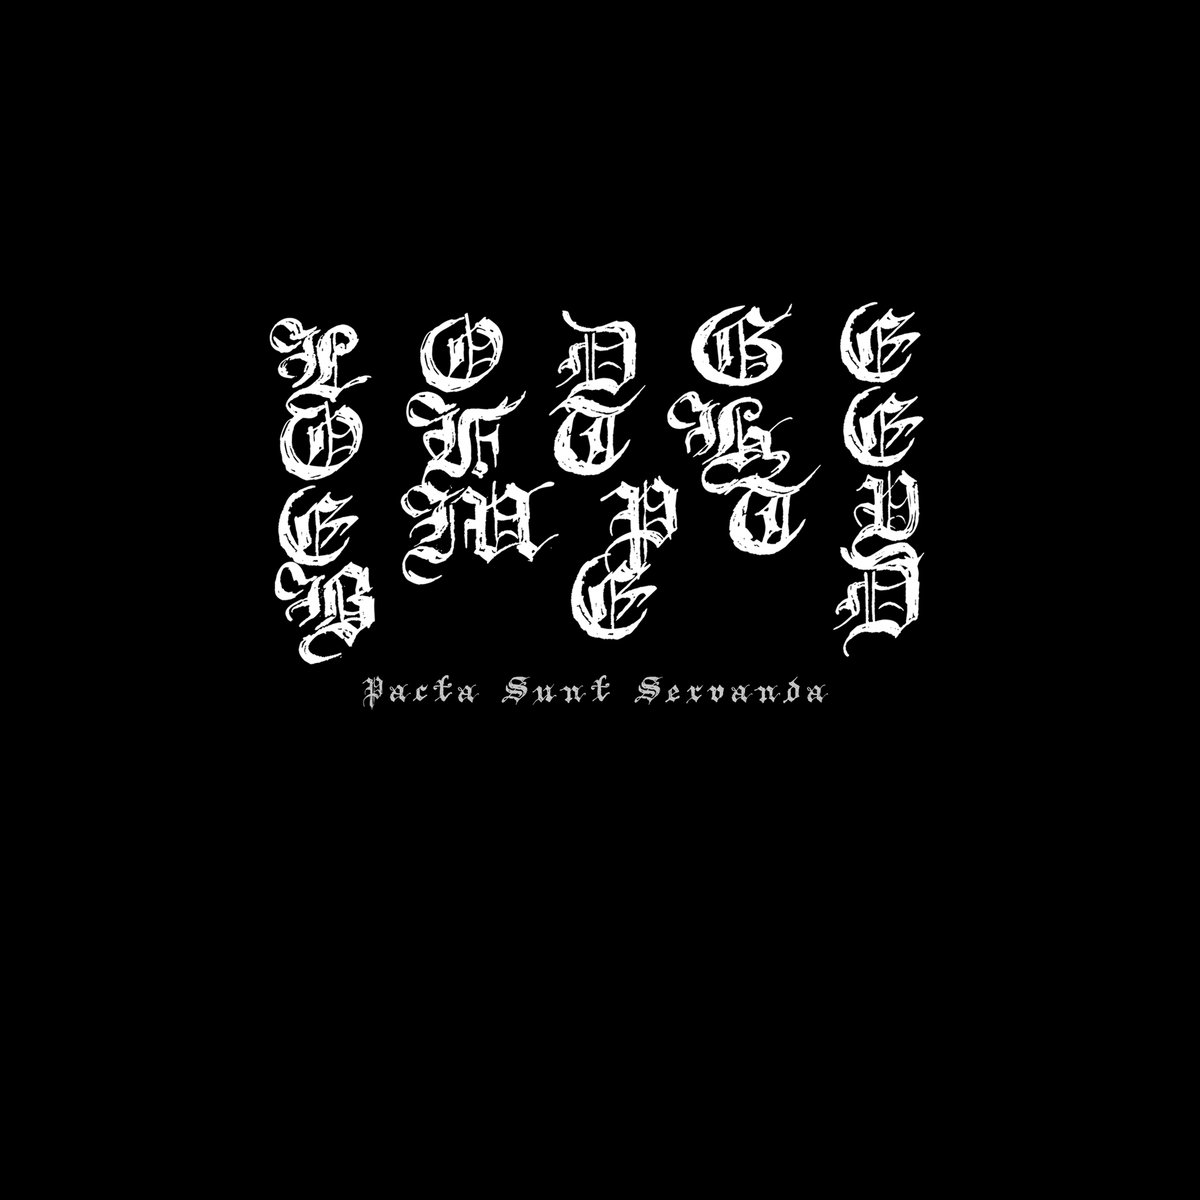 LODGE
OF THE
EMPTY
BED
Pacta Sunt Servanda